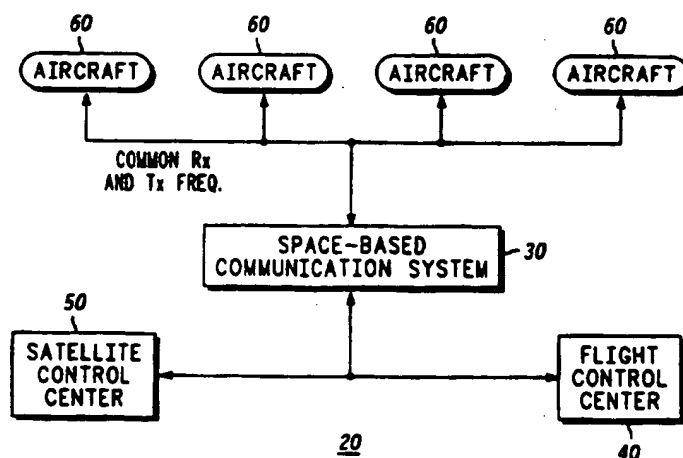 60 60 60 60
AIRCRAFT AIRCRAFT AIRCRAFT AIRCRAFT
COMMON Rx
AND Tx FREQ.
SPACE-BASED
COMMUNICATION SYSTEM
30
50
SATELLITE
CONTROL
CENTER
FLIGHT
CONTROL
CENTER
20
40